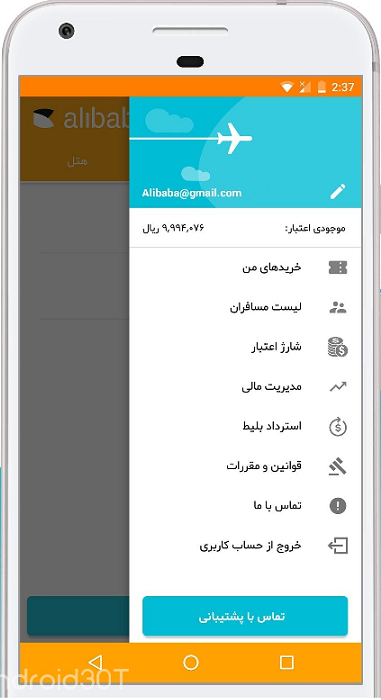 2:37
alibab
هتل
Alibaba@gmail.com
موجودی اعتبار: ۹,۹۹۴,۰۷۶ ریال
خریدهای من
لیست مسافران
شارژ اعتبار
مدیریت مالی
استرداد بلیط
قوانین و مقررات
تماس با ما
خروج از حساب کاربری
تماس با پشتیبانی
ndroid30T